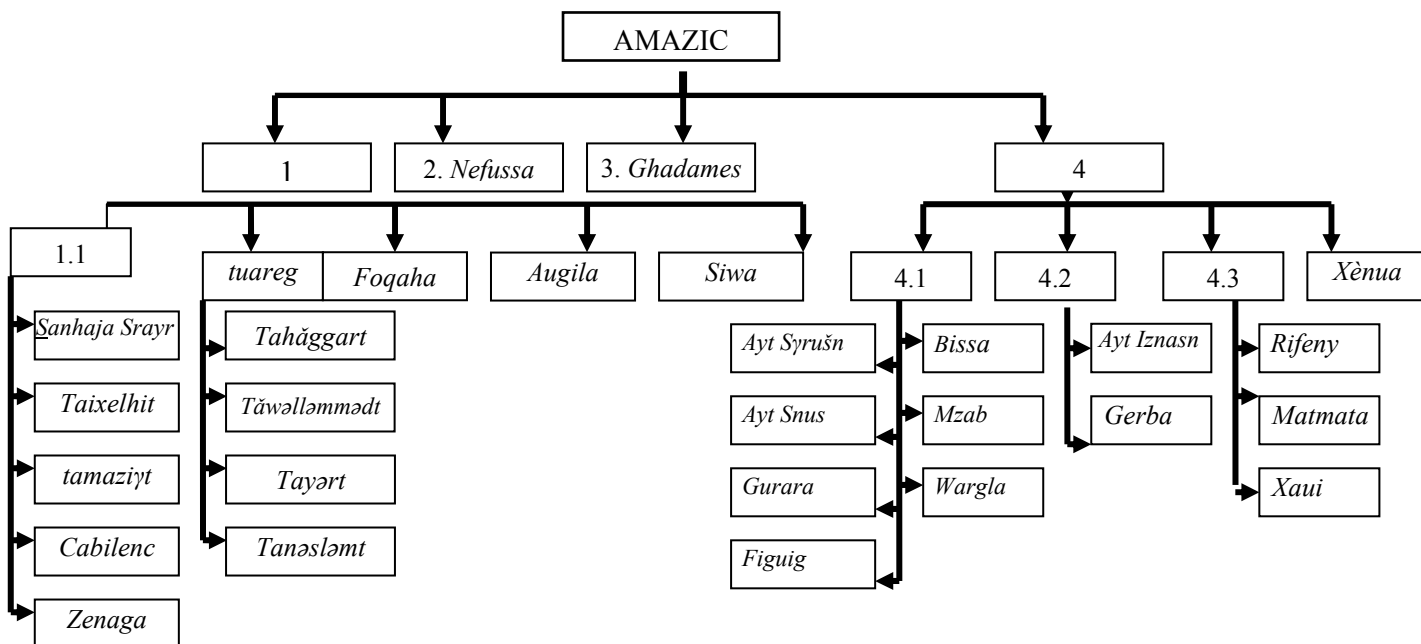 AMAZIC
1
2. Nefussa
3. Ghadames
4
1.1
tuareg
Foqaha
Augila
Siwa
4.1
4.2
4.3
Xènua
S̲anhaja Srayr
Taixelhit
tamaziγt
Cabilenc
Zenaga
Tahăggart
Tăwəlləmmədt
Tayərt
Tanəsləmt
Ayt Sγrušn
Ayt Snus
Gurara
Figuig
Bissa
Mzab
Wargla
Ayt Iznasn
Gerba
Rifeny
Matmata
Xaui